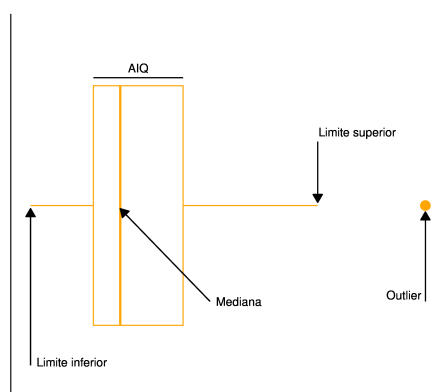 AIQ
Limite superior
Mediana
Outlier
Limite inferior